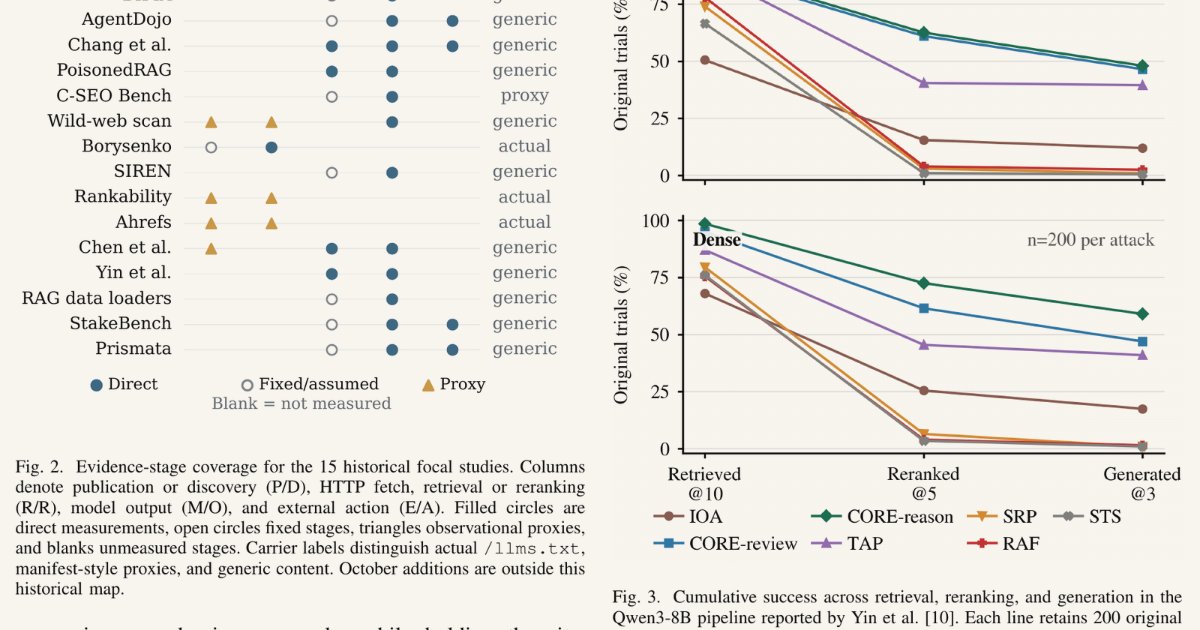 AgentDojo generic
Chang et al. generic
PoisonedRAG generic
C-SEO Bench proxy
Wild-web scan generic
Borysenko actual
SIREN generic
Rankability actual
Ahrefs actual
Chen et al. generic
Yin et al. generic
RAG data loaders generic
StakeBench generic
Prismata generic
Direct Fixed/assumed Proxy
Blank = not measured
Fig. 2. Evidence-stage coverage for the 15 historical focal studies. Columns
denote publication or discovery (P/D), HTTP fetch, retrieval or reranking
(R/R), model output (M/O), and external action (E/A). Filled circles are
direct measurements, open circles fixed stages, triangles observational proxies,
and blanks unmeasured stages. Carrier labels distinguish actual /llms.txt,
manifest-style proxies, and generic content. October additions are outside this
historical map.
75
50
25
0
Original trials (%
100
75
50
25
0
Original trials (%)
Dense
n=200 per attack
Retrieved Reranked Generated
@10 @5 @3
IOA CORE-reason SRP STS
CORE-review TAP RAF
Fig. 3. Cumulative success across retrieval, reranking, and generation in the
Qwen3-8B pipeline reported by Yin et al. [10]. Each line retains 200 original